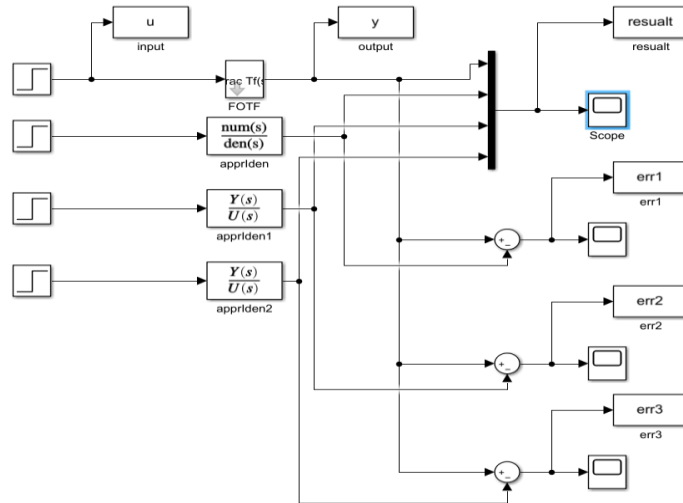 u
input
y
output
resualt
resualt
rac Tf(s
FOTF
num(s)
den(s)
apprIden
Scope
Y(s)
U(s)
apprIden1
err1
err1
Y(s)
U(s)
apprIden2
err2
err2
err3
err3